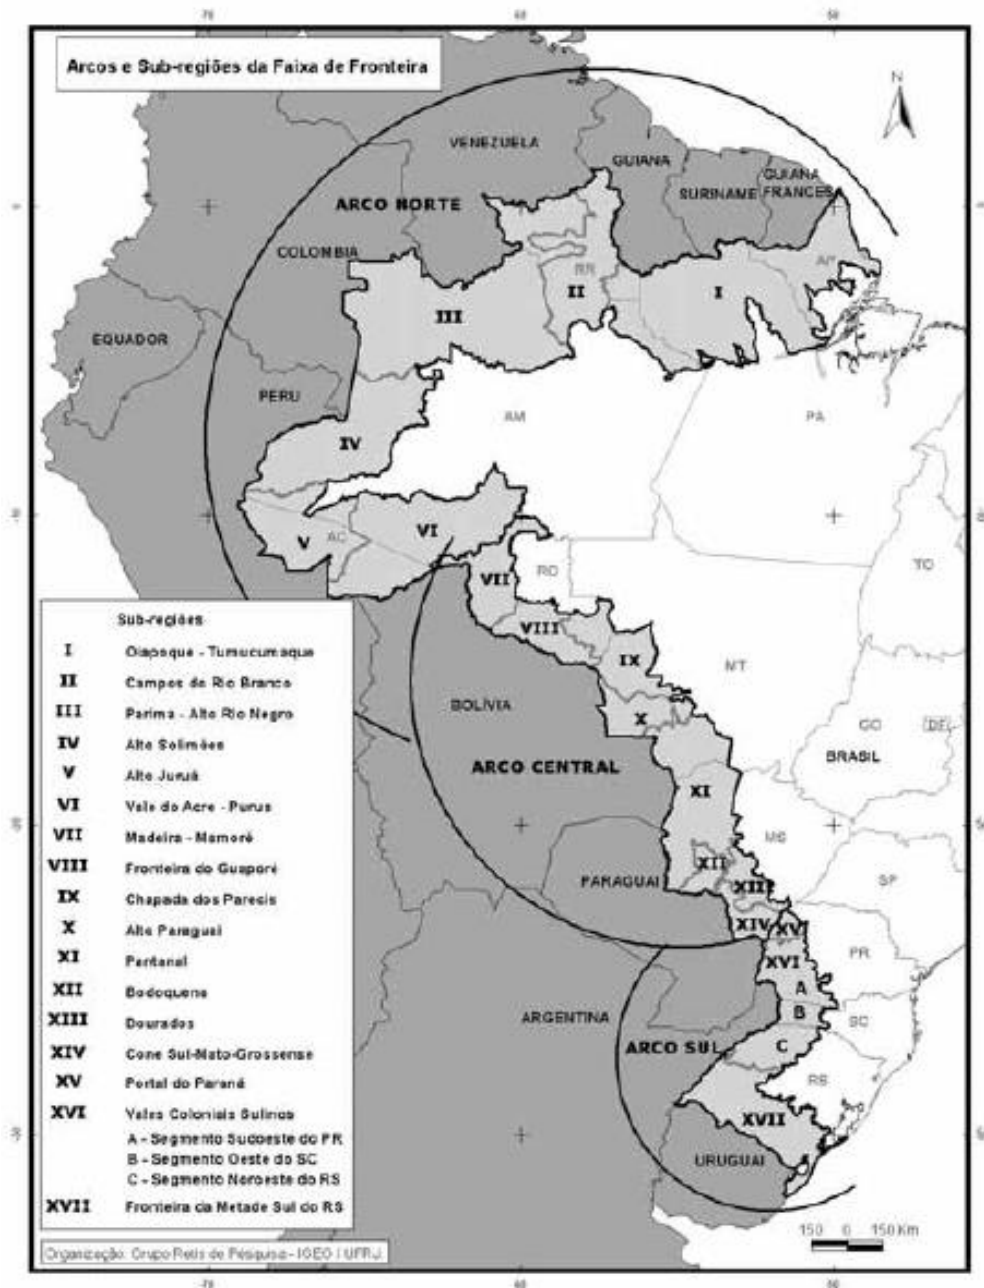 Arcos e Sub-regiões da Faixa de Fronteira
N
VENEZUELA
GUIANA
SURINAME
GUIANA
FRANCES
ARCO NORTE
COLOMBIA
AP
RR
I
II
III
EQUADOR
PERU
AM
PA
IV
V
AC
VI
TO
VII
RO
VIII
IX
MT
X
BOLÍVIA
GO
DF
BRASIL
ARCO CENTRAL
XI
MS
XII
PARAGUAI
XIII
SP
XIV
XV
PR
XVI
A
B
ARGENTINA
SC
ARCO SUL
C
RS
XVII
URUGUAI
Sub-regiões
I Oiapoque - Tumucumaque
II Campos do Rio Branco
III Parima - Alto Rio Negro
IV Alto Solimões
V Alto Juruá
VI Vale do Acre - Purus
VII Madeira - Mamoré
VIII Fronteira do Guaporé
IX Chapada dos Parecis
X Alto Paraguai
XI Pantanal
XII Bodoquena
XIII Dourados
XIV Cone Sul-Mato-Grossense
XV Portal do Paraná
XVI Vales Coloniais Sulinos
A - Segmento Sudoeste do PR
B - Segmento Oeste de SC
C - Segmento Noroeste do RS
XVII Fronteira da Metade Sul do RS
150 0 150 Km
Organização: Grupo Retis de Pesquisa - IGEO / UFRJ